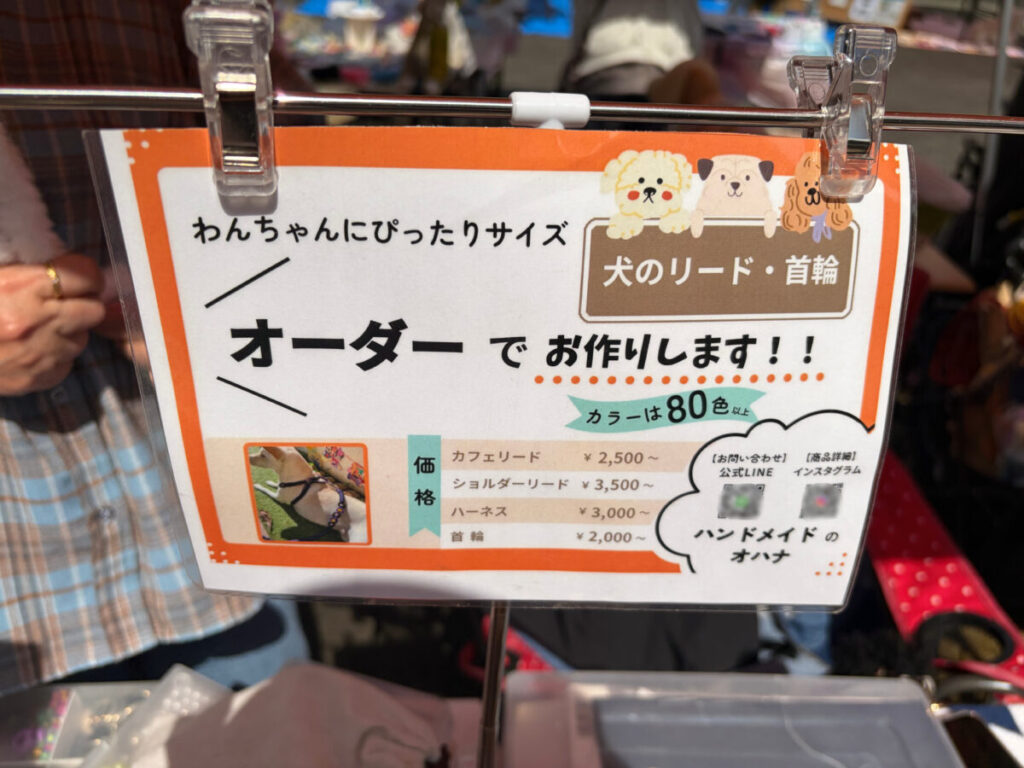 わんちゃんにぴったりサイズ
犬のリード・首輪
オーダーで お作りします！！
カラーは80色以上
価格
カフェリード ¥2,500〜
ショルダーリード ¥3,500〜
ハーネス ¥3,000〜
首輪 ¥2,000〜
【お問い合わせ】
公式LINE
【商品詳細】
インスタグラム
ハンドメイドの
オハナ